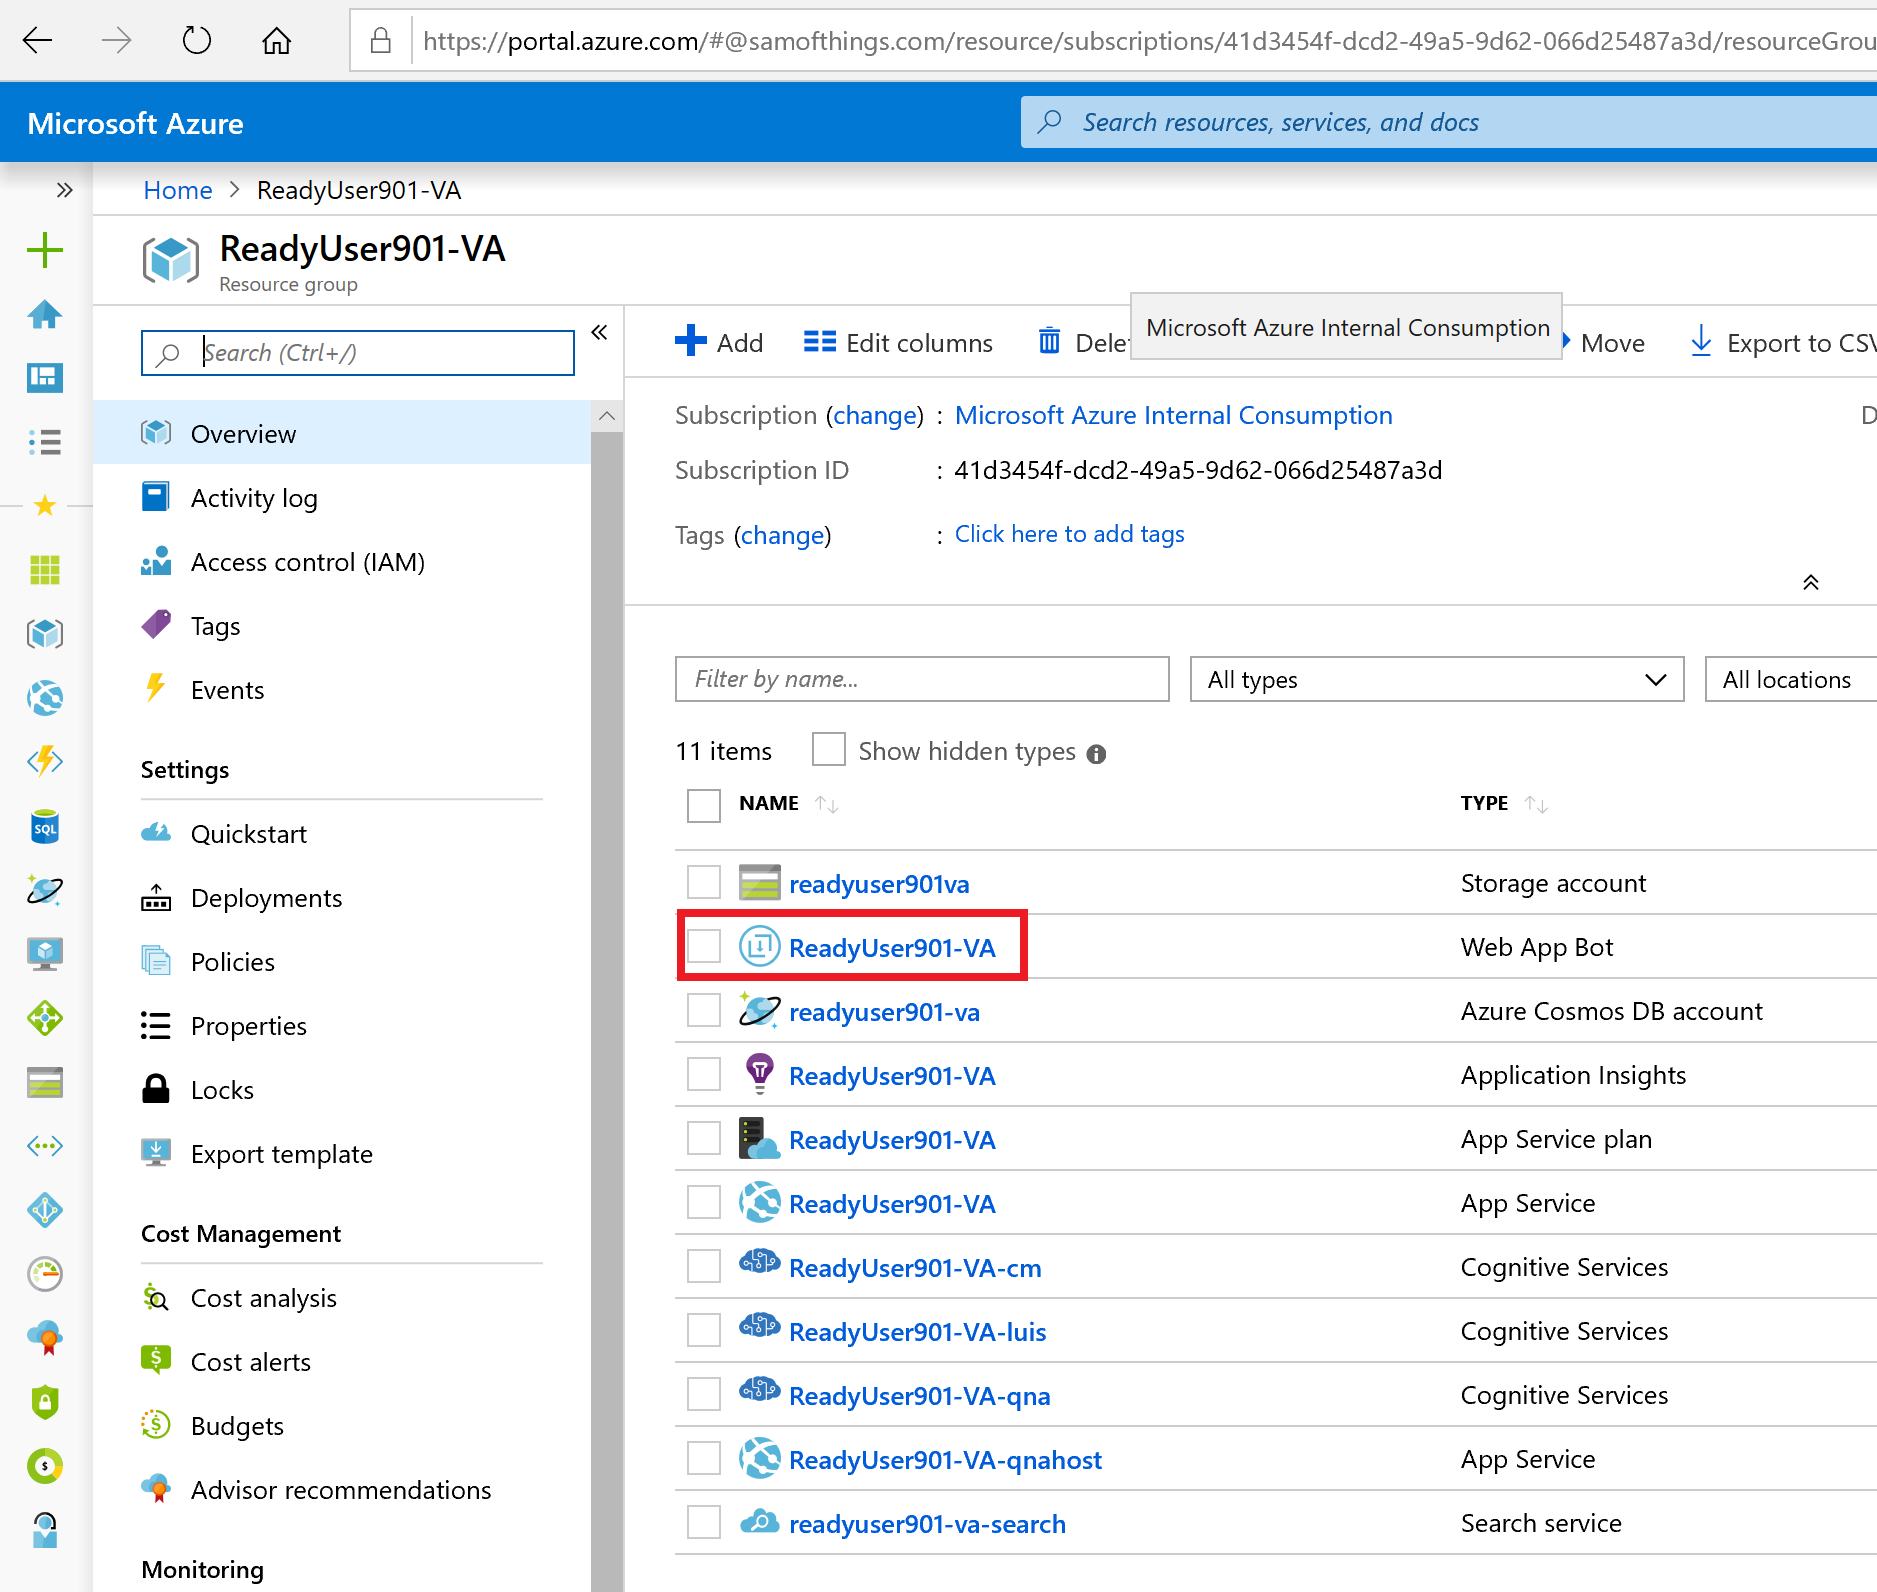 https://portal.azure.com/#@samofthings.com/resource/subscriptions/41d3454f-dcd2-49a5-9d62-066d25487a3d/resourceGrou
Microsoft Azure
Search resources, services, and docs
Home > ReadyUser901-VA
ReadyUser901-VA
Resource group
Search (Ctrl+/)
Overview
Activity log
Access control (IAM)
Tags
Events
Settings
Quickstart
Deployments
Policies
Properties
Locks
Export template
Cost Management
Cost analysis
Cost alerts
Budgets
Advisor recommendations
Monitoring
SQL
Add Edit columns Delet Microsoft Azure Internal Consumption Move Export to CSV
Subscription (change) : Microsoft Azure Internal Consumption D
Subscription ID : 41d3454f-dcd2-49a5-9d62-066d25487a3d
Tags (change) : Click here to add tags
Filter by name... All types All locations
11 items Show hidden types
NAME TYPE
readyuser901va Storage account
ReadyUser901-VA Web App Bot
readyuser901-va Azure Cosmos DB account
ReadyUser901-VA Application Insights
ReadyUser901-VA App Service plan
ReadyUser901-VA App Service
ReadyUser901-VA-cm Cognitive Services
ReadyUser901-VA-luis Cognitive Services
ReadyUser901-VA-qna Cognitive Services
ReadyUser901-VA-qnahost App Service
readyuser901-va-search Search service